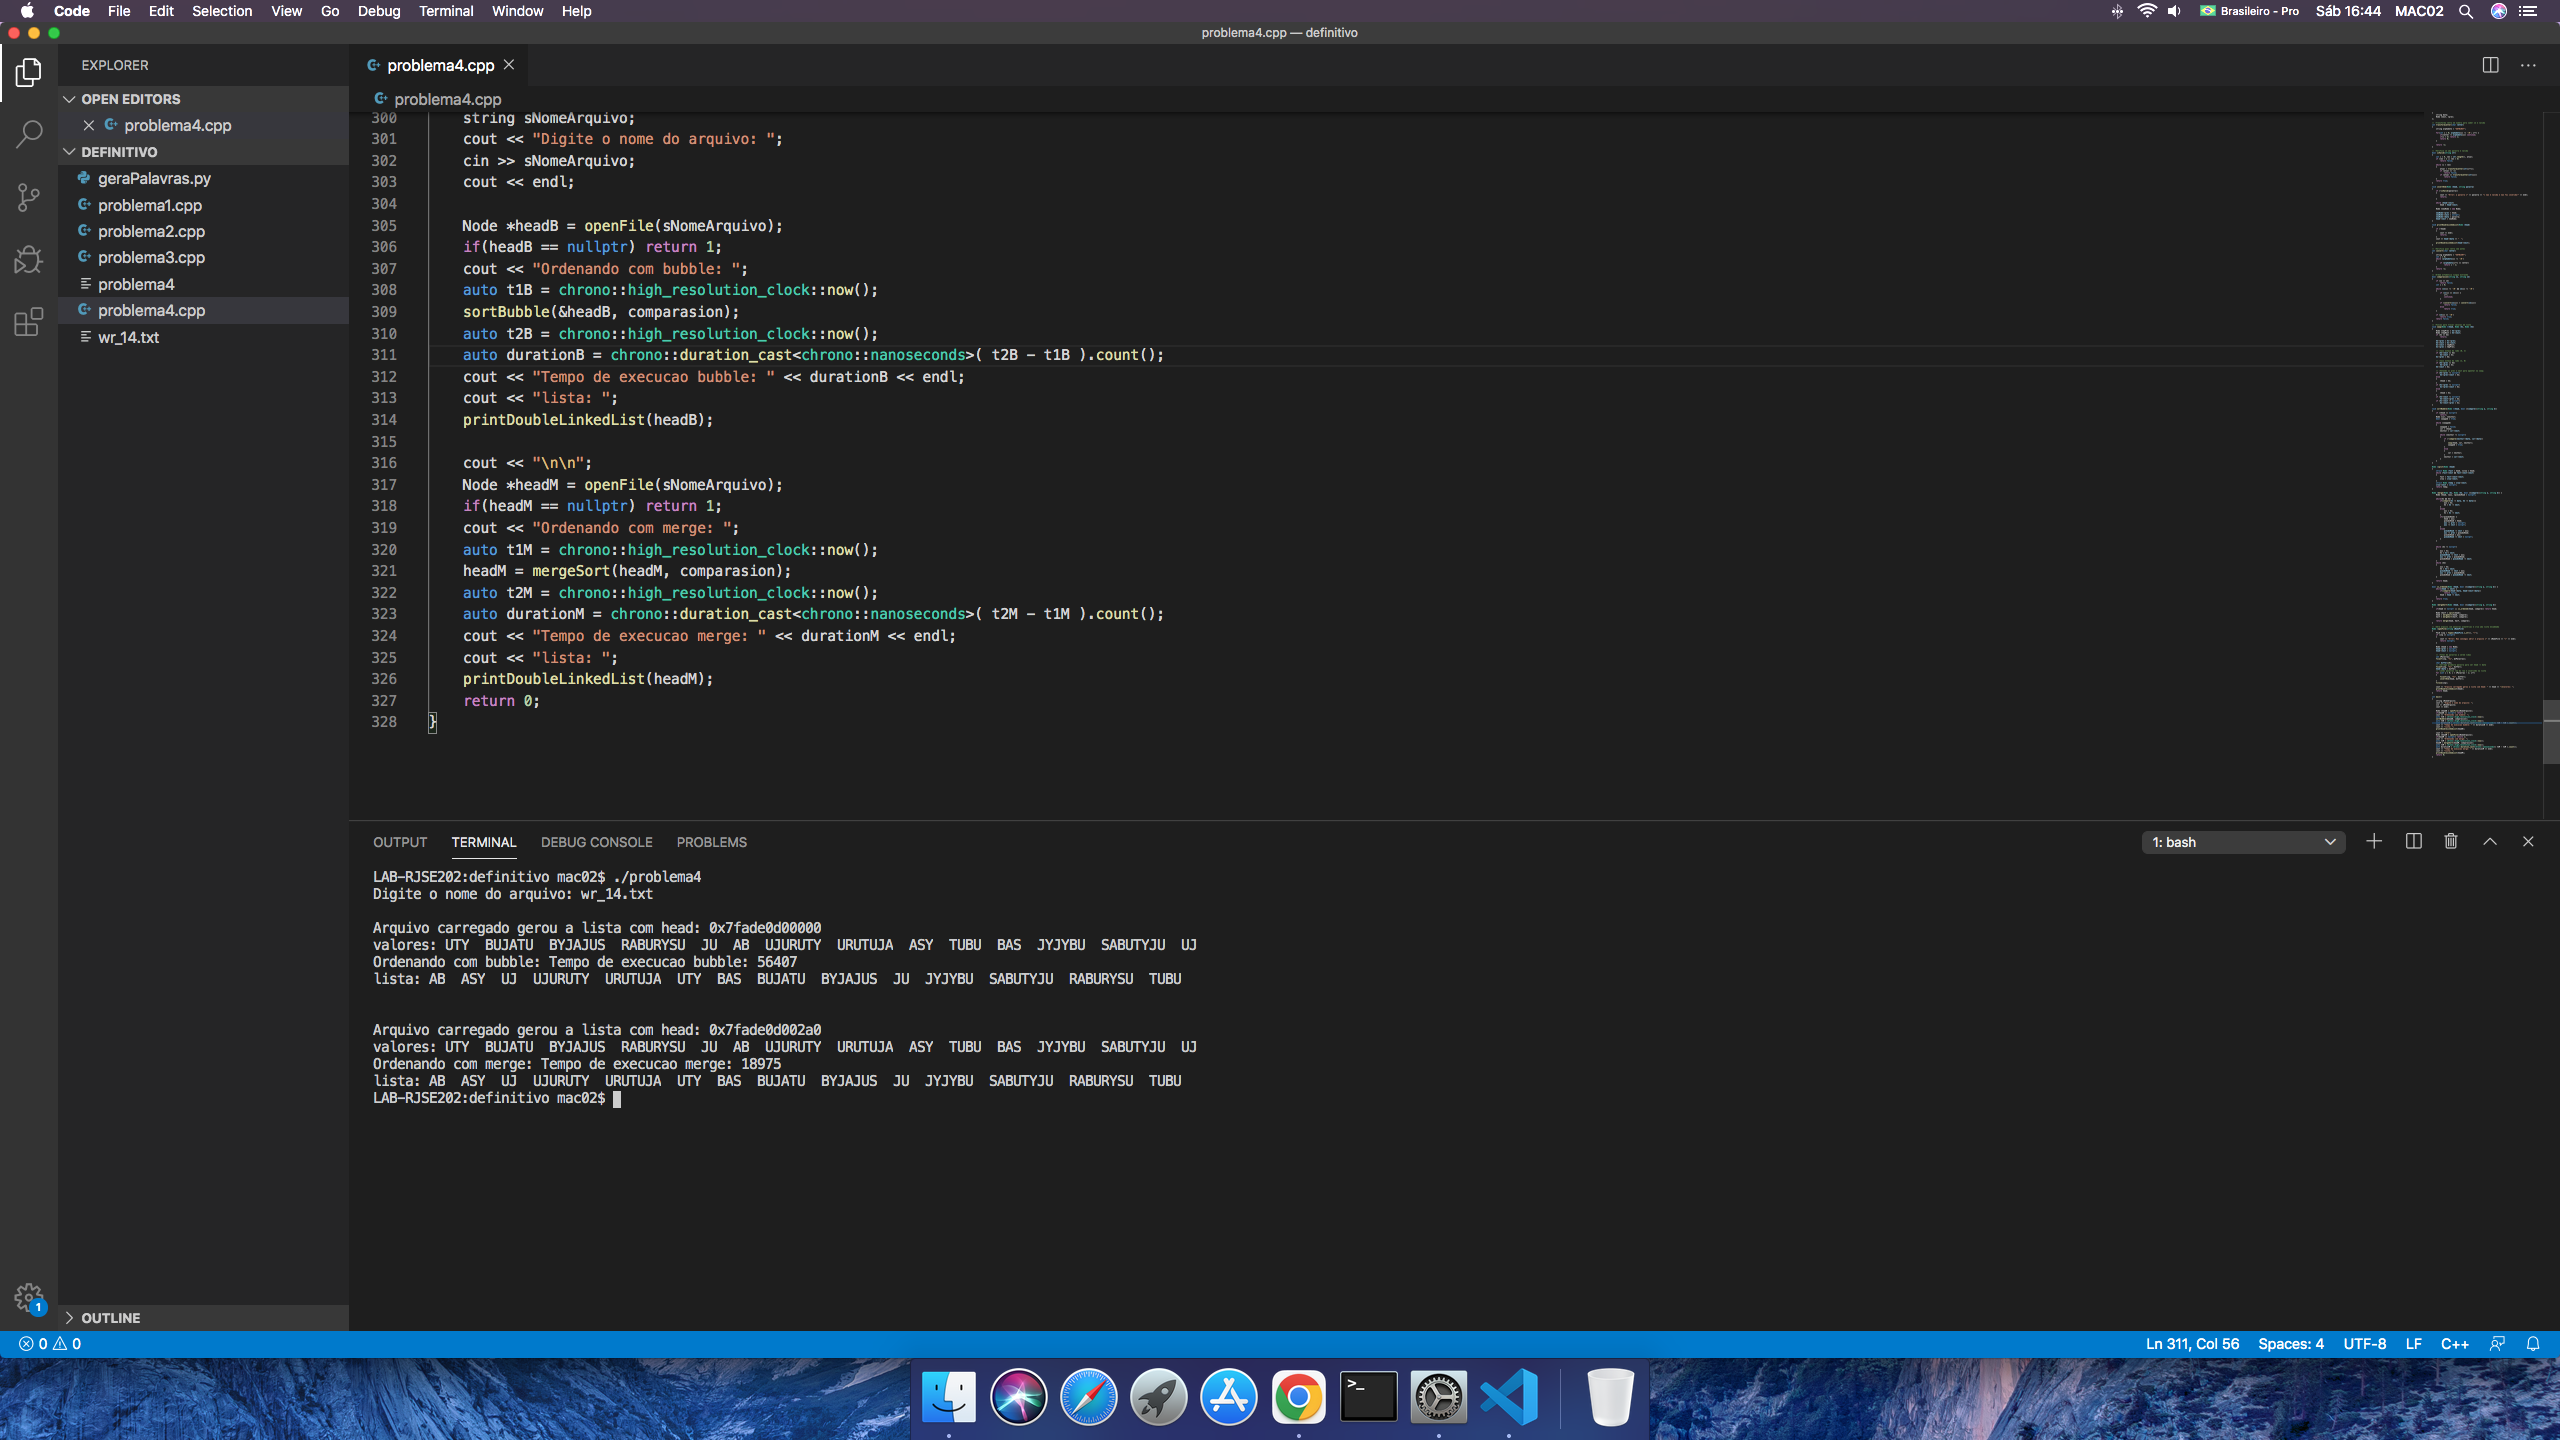 Code File Edit Selection View Go Debug Terminal Window Help Brasileiro - Pro Sáb 16:44 MAC02
problema4.cpp — definitivo
EXPLORER
OPEN EDITORS
problema4.cpp
DEFINITIVO
geraPalavras.py
problema1.cpp
problema2.cpp
problema3.cpp
problema4
problema4.cpp
wr_14.txt
OUTLINE
1
problema4.cpp
problema4.cpp
300 string sNomeArquivo;
301 cout << "Digite o nome do arquivo: ";
302 cin >> sNomeArquivo;
303 cout << endl;
304
305 Node *headB = openFile(sNomeArquivo);
306 if(headB == nullptr) return 1;
307 cout << "Ordenando com bubble: ";
308 auto t1B = chrono::high_resolution_clock::now();
309 sortBubble(&headB, comparasion);
310 auto t2B = chrono::high_resolution_clock::now();
311 auto durationB = chrono::duration_cast<chrono::nanoseconds>( t2B - t1B ).count();
312 cout << "Tempo de execucao bubble: " << durationB << endl;
313 cout << "lista: ";
314 printDoubleLinkedList(headB);
315
316 cout << "\n\n";
317 Node *headM = openFile(sNomeArquivo);
318 if(headM == nullptr) return 1;
319 cout << "Ordenando com merge: ";
320 auto t1M = chrono::high_resolution_clock::now();
321 headM = mergeSort(headM, comparasion);
322 auto t2M = chrono::high_resolution_clock::now();
323 auto durationM = chrono::duration_cast<chrono::nanoseconds>( t2M - t1M ).count();
324 cout << "Tempo de execucao merge: " << durationM << endl;
325 cout << "lista: ";
326 printDoubleLinkedList(headM);
327 return 0;
328 }
OUTPUT TERMINAL DEBUG CONSOLE PROBLEMS 1: bash
LAB-RJSE202:definitivo mac02$ ./problema4
Digite o nome do arquivo: wr_14.txt
Arquivo carregado gerou a lista com head: 0x7fade0d00000
valores: UTY BUJATU BYJAJUS RABURYSU JU AB UJURUTY URUTUJA ASY TUBU BAS JYJYBU SABUTYJU UJ
Ordenando com bubble: Tempo de execucao bubble: 56407
lista: AB ASY UJ UJURUTY URUTUJA UTY BAS BUJATU BYJAJUS JU JYJYBU SABUTYJU RABURYSU TUBU
Arquivo carregado gerou a lista com head: 0x7fade0d002a0
valores: UTY BUJATU BYJAJUS RABURYSU JU AB UJURUTY URUTUJA ASY TUBU BAS JYJYBU SABUTYJU UJ
Ordenando com merge: Tempo de execucao merge: 18975
lista: AB ASY UJ UJURUTY URUTUJA UTY BAS BUJATU BYJAJUS JU JYJYBU SABUTYJU RABURYSU TUBU
LAB-RJSE202:definitivo mac02$
0 0 Ln 311, Col 56 Spaces: 4 UTF-8 LF C++
>_